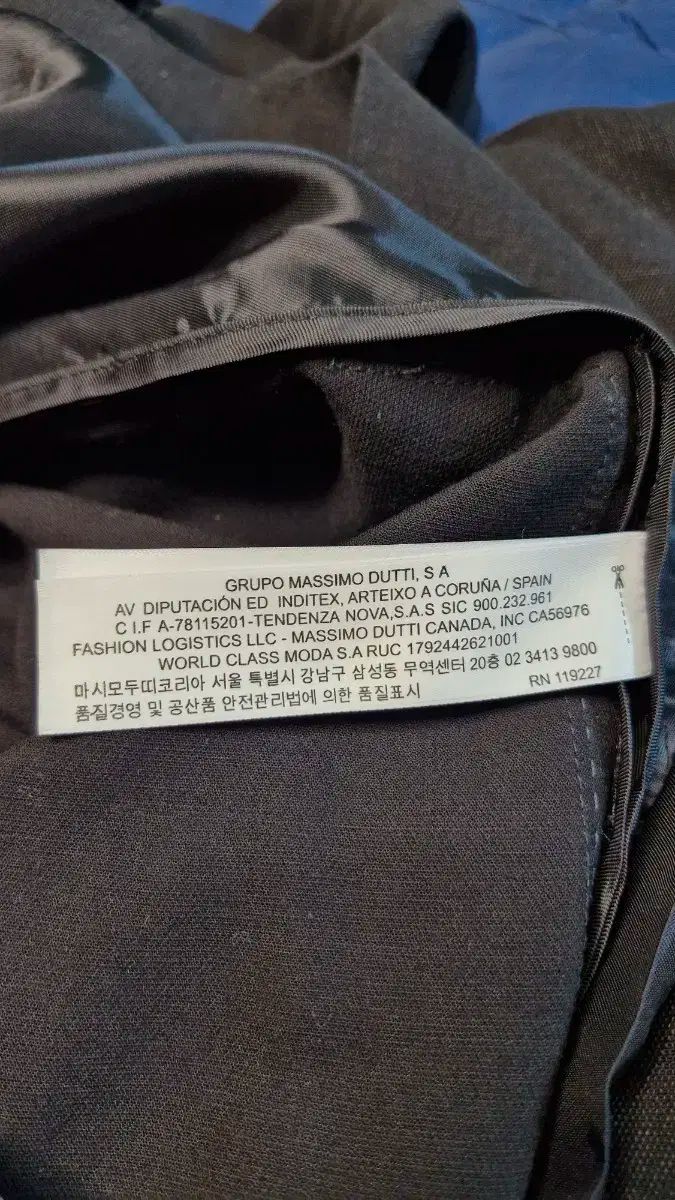 GRUPO MASSIMO DUTTI, S A
AV DIPUTACIÓN ED INDITEX, ARTEIXO A CORUÑA / SPAIN
C I.F A-78115201-TENDENZA NOVA,S.A.S SIC 900.232.961
FASHION LOGISTICS LLC - MASSIMO DUTTI CANADA, INC CA56976
WORLD CLASS MODA S.A RUC 1792442621001
마시모두띠코리아 서울 특별시 강남구 삼성동 무역센터 20층 02 3413 9800
품질경영 및 공산품 안전관리법에 의한 품질표시
RN 119227